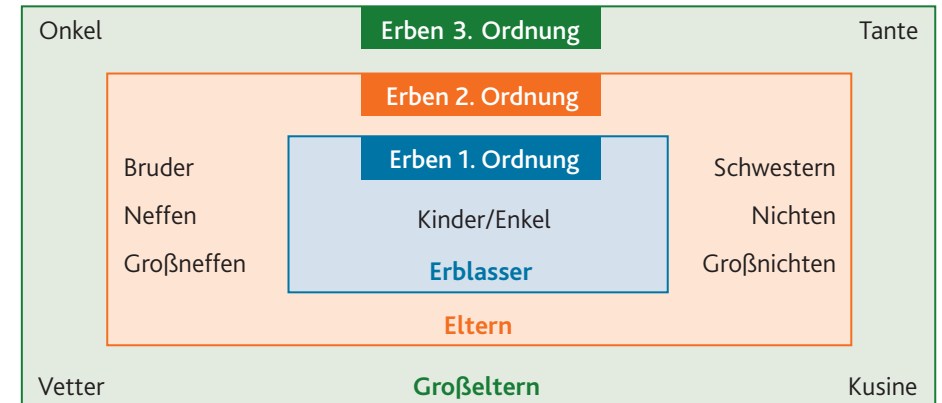 Onkel Erben 3. Ordnung Tante
Erben 2. Ordnung
Bruder Erben 1. Ordnung Schwestern
Neffen Kinder/Enkel Nichten
Großneffen Erblasser Großnichten
Eltern
Vetter Großeltern Kusine